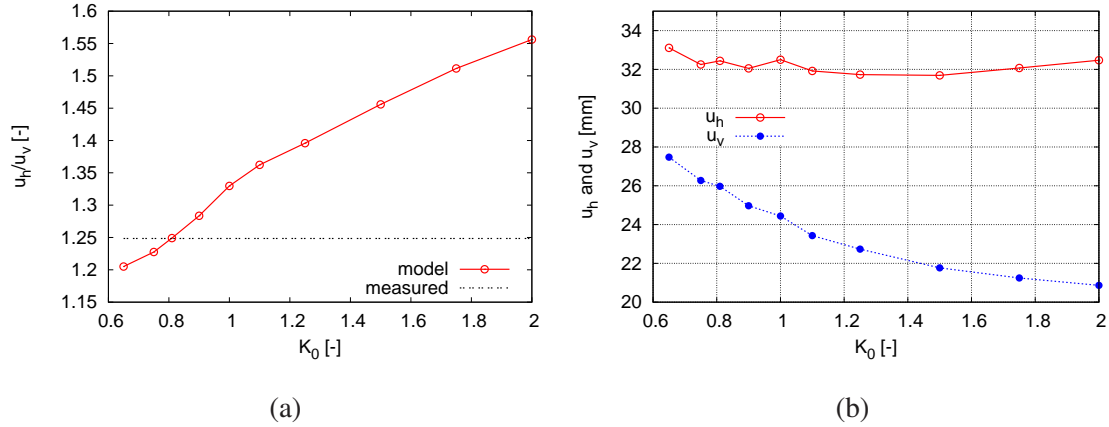 1.6
1.55
1.5
1.45
1.4
1.35
1.3
1.25
1.2
1.15
u_h/u_v [-]
model
measured
0.6 0.8 1 1.2 1.4 1.6 1.8 2
K_0 [-]
(a)
34
32
30
28
26
24
22
20
u_h and u_v [mm]
u_h
u_v
0.6 0.8 1 1.2 1.4 1.6 1.8 2
K_0 [-]
(b)